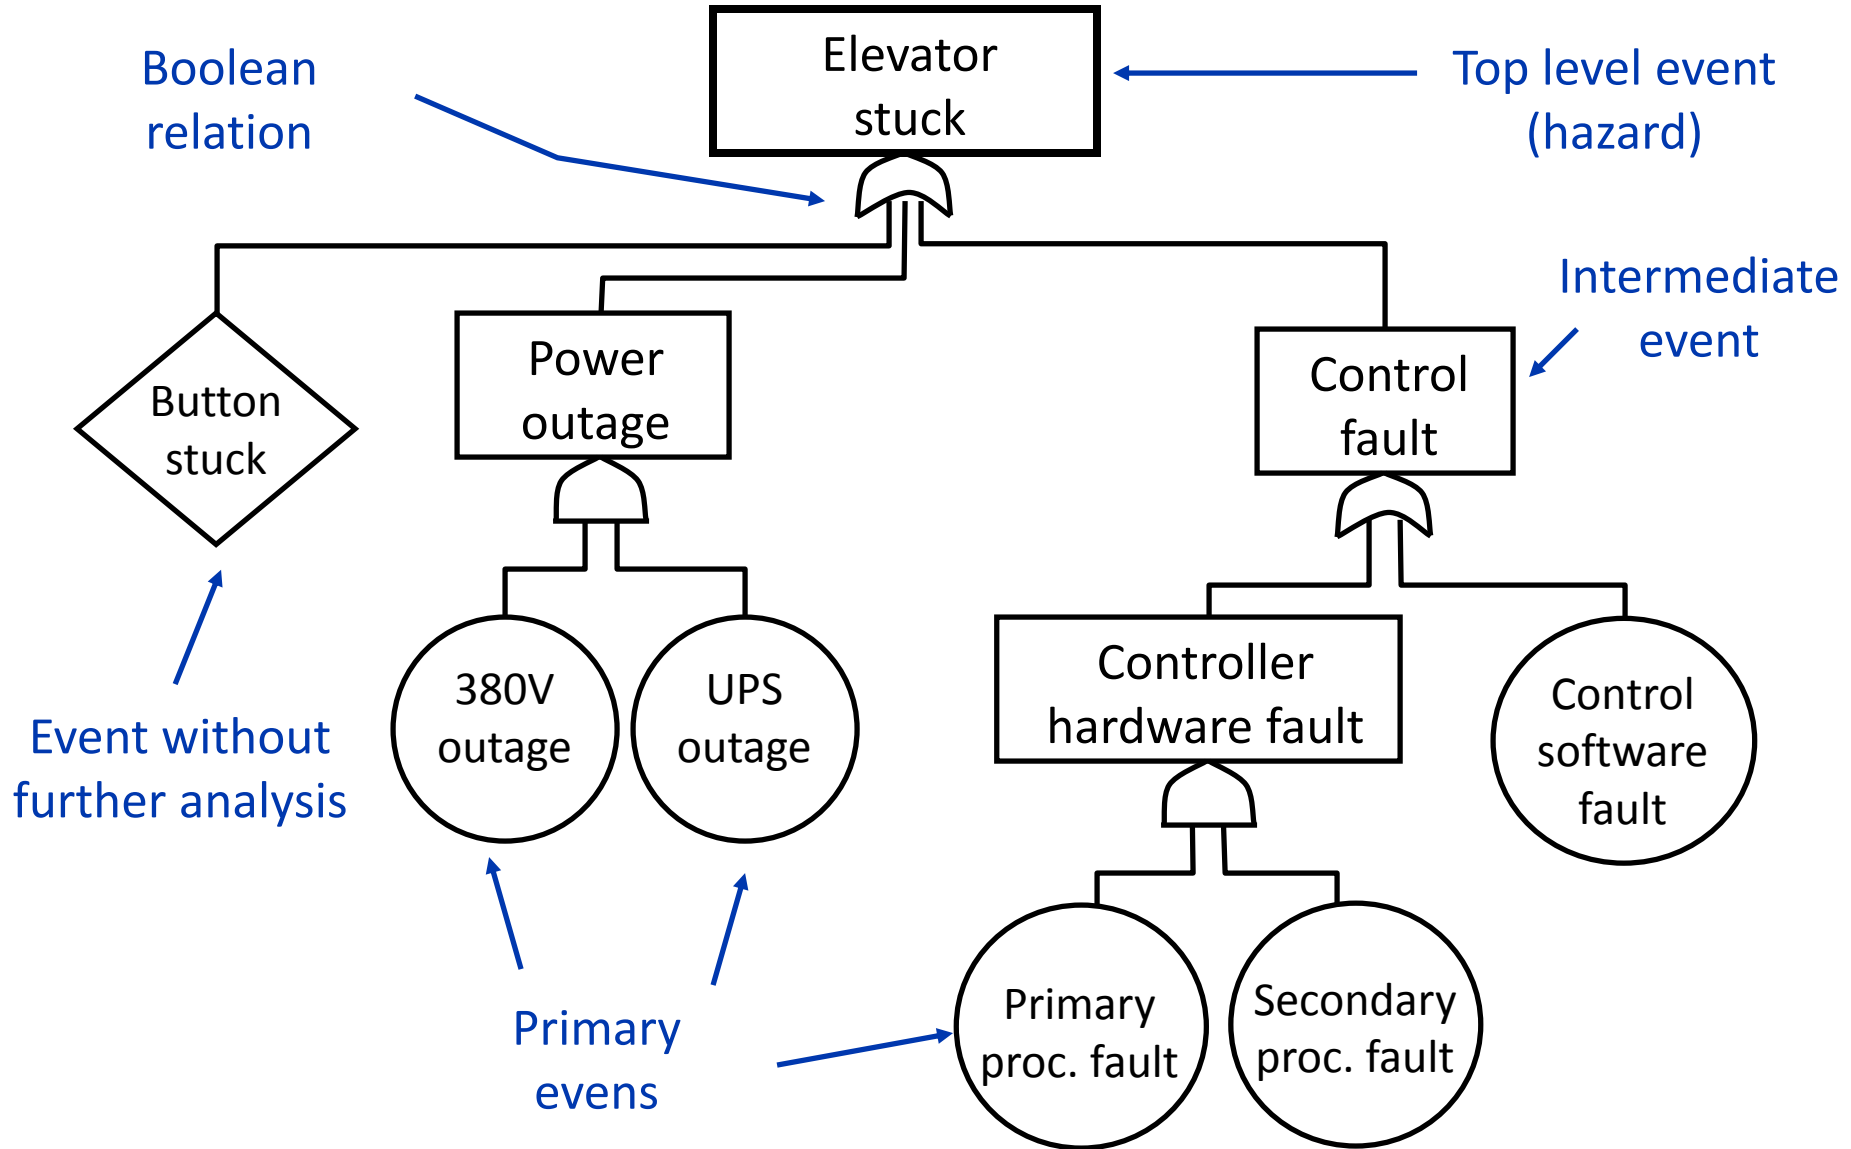 Boolean
relation
Elevator
stuck
Top level event
(hazard)
Intermediate
event
Button
stuck
Power
outage
Control
fault
Event without
further analysis
380V
outage
UPS
outage
Controller
hardware fault
Control
software
fault
Primary
evens
Primary
proc. fault
Secondary
proc. fault